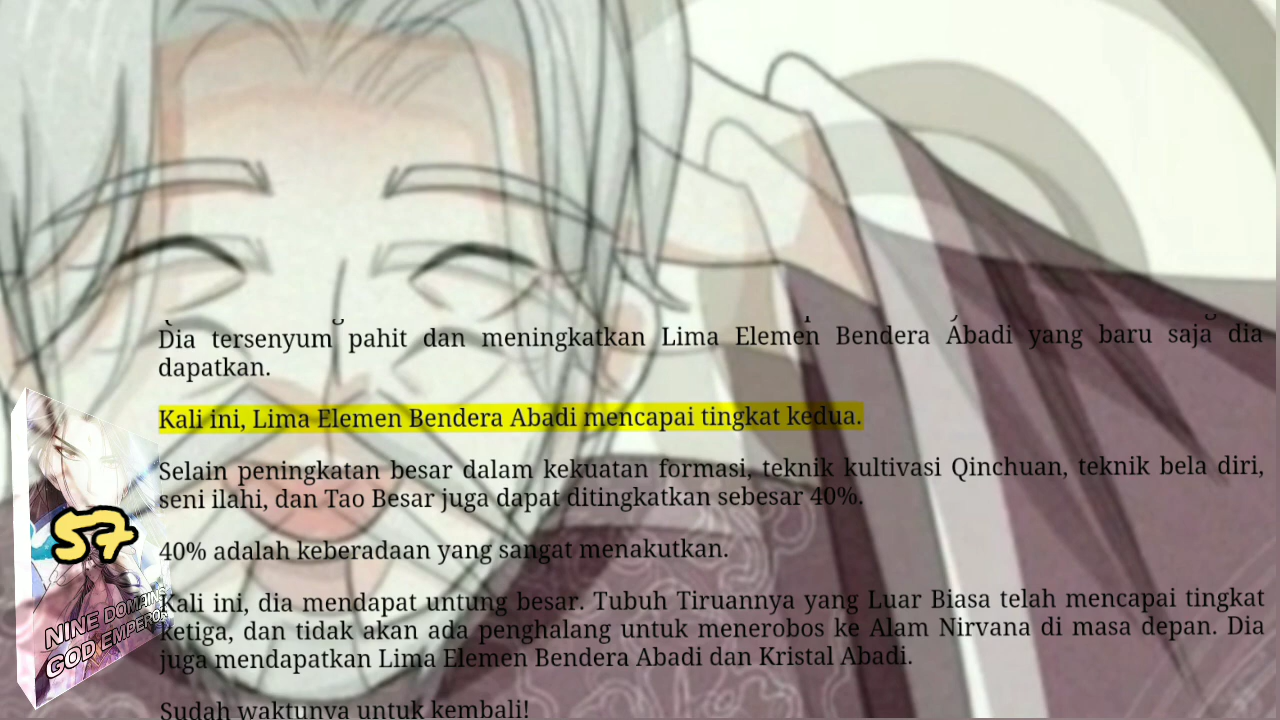 Dia tersenyum pahit dan meningkatkan Lima Elemen Bendera Abadi yang baru saja dia
dapatkan.
Kali ini, Lima Elemen Bendera Abadi mencapai tingkat kedua.
Selain peningkatan besar dalam kekuatan formasi, teknik kultivasi Qinchuan, teknik bela diri,
seni ilahi, dan Tao Besar juga dapat ditingkatkan sebesar 40%.
40% adalah keberadaan yang sangat menakutkan.
Kali ini, dia mendapat untung besar. Tubuh Tiruannya yang Luar Biasa telah mencapai tingkat
ketiga, dan tidak akan ada penghalang untuk menerobos ke Alam Nirvana di masa depan. Dia
juga mendapatkan Lima Elemen Bendera Abadi dan Kristal Abadi.
Sudah waktunya untuk kembali!
57
NINE DOMAINS
GOD EMPEROR